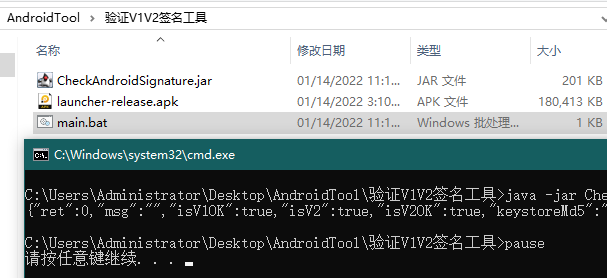 AndroidTool > 验证V1V2签名工具
名称 修改日期 类型 大小
CheckAndroidSignature.jar 01/14/2022 11:1... JAR 文件 201 KB
launcher-release.apk 01/14/2022 3:10... APK 文件 180,413 KB
main.bat 01/14/2022 11:1... Windows 批处理... 1 KB
C:\Windows\system32\cmd.exe
C:\Users\Administrator\Desktop\AndroidTool\验证V1V2签名工具>java -jar Che
{"ret":0,"msg":"","isV1OK":true,"isV2":true,"isV2OK":true,"keystoreMd5":"
C:\Users\Administrator\Desktop\AndroidTool\验证V1V2签名工具>pause
请按任意键继续. . .